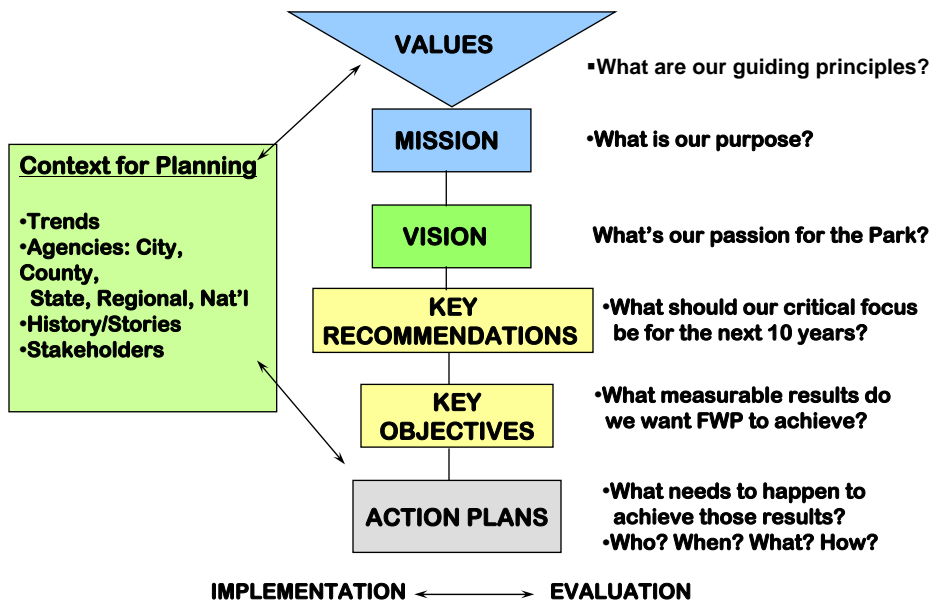 VALUES
▪What are our guiding principles?
MISSION
•What is our purpose?
Context for Planning
•Trends
•Agencies: City,
County,
State, Regional, Nat’l
•History/Stories
•Stakeholders
VISION
What’s our passion for the Park?
KEY
RECOMMENDATIONS
•What should our critical focus
be for the next 10 years?
KEY
OBJECTIVES
•What measurable results do
we want FWP to achieve?
ACTION PLANS
•What needs to happen to
achieve those results?
•Who? When? What? How?
IMPLEMENTATION EVALUATION